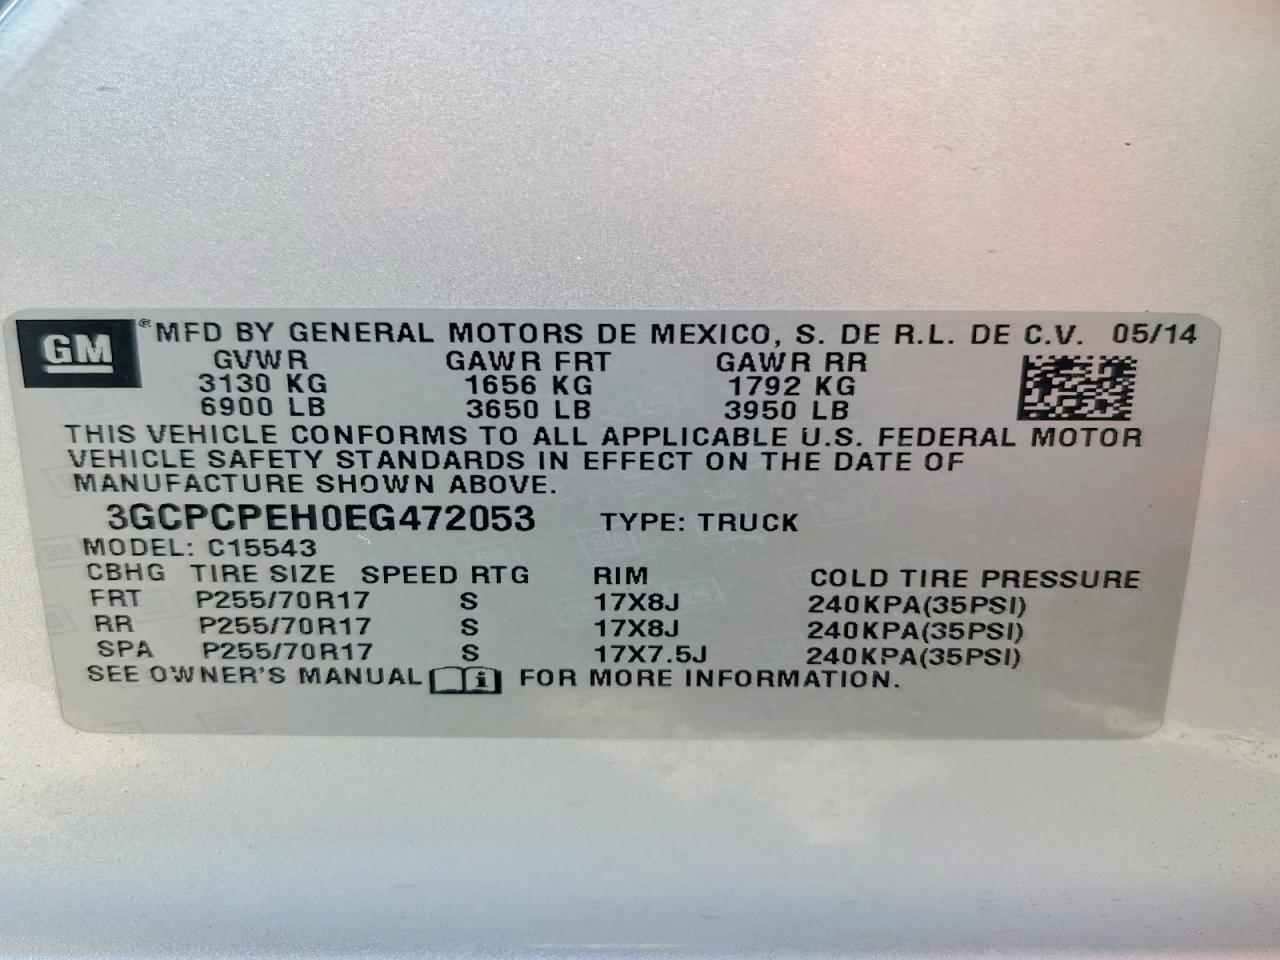 GM ® MFD BY GENERAL MOTORS DE MEXICO, S. DE R.L. DE C.V. 05/14
GVWR GAWR FRT GAWR RR
3130 KG 1656 KG 1792 KG
6900 LB 3650 LB 3950 LB
THIS VEHICLE CONFORMS TO ALL APPLICABLE U.S. FEDERAL MOTOR
VEHICLE SAFETY STANDARDS IN EFFECT ON THE DATE OF
MANUFACTURE SHOWN ABOVE.
3GCPCPEH0EG472053 TYPE: TRUCK
MODEL: C15543
CBHG TIRE SIZE SPEED RTG RIM COLD TIRE PRESSURE
FRT P255/70R17 S 17X8J 240KPA(35PSI)
RR P255/70R17 S 17X8J 240KPA(35PSI)
SPA P255/70R17 S 17X7.5J 240KPA(35PSI)
SEE OWNER'S MANUAL i FOR MORE INFORMATION.